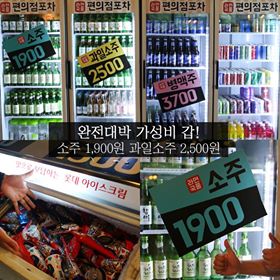 편의점포차
편의점포차
편의점포차
편의점포차
소주
1900
과일소주
2500
병맥주
3700
완전대박 가성비 갑!
소주 1,900원 과일소주 2,500원
롯데 아이스크림
소주
1900